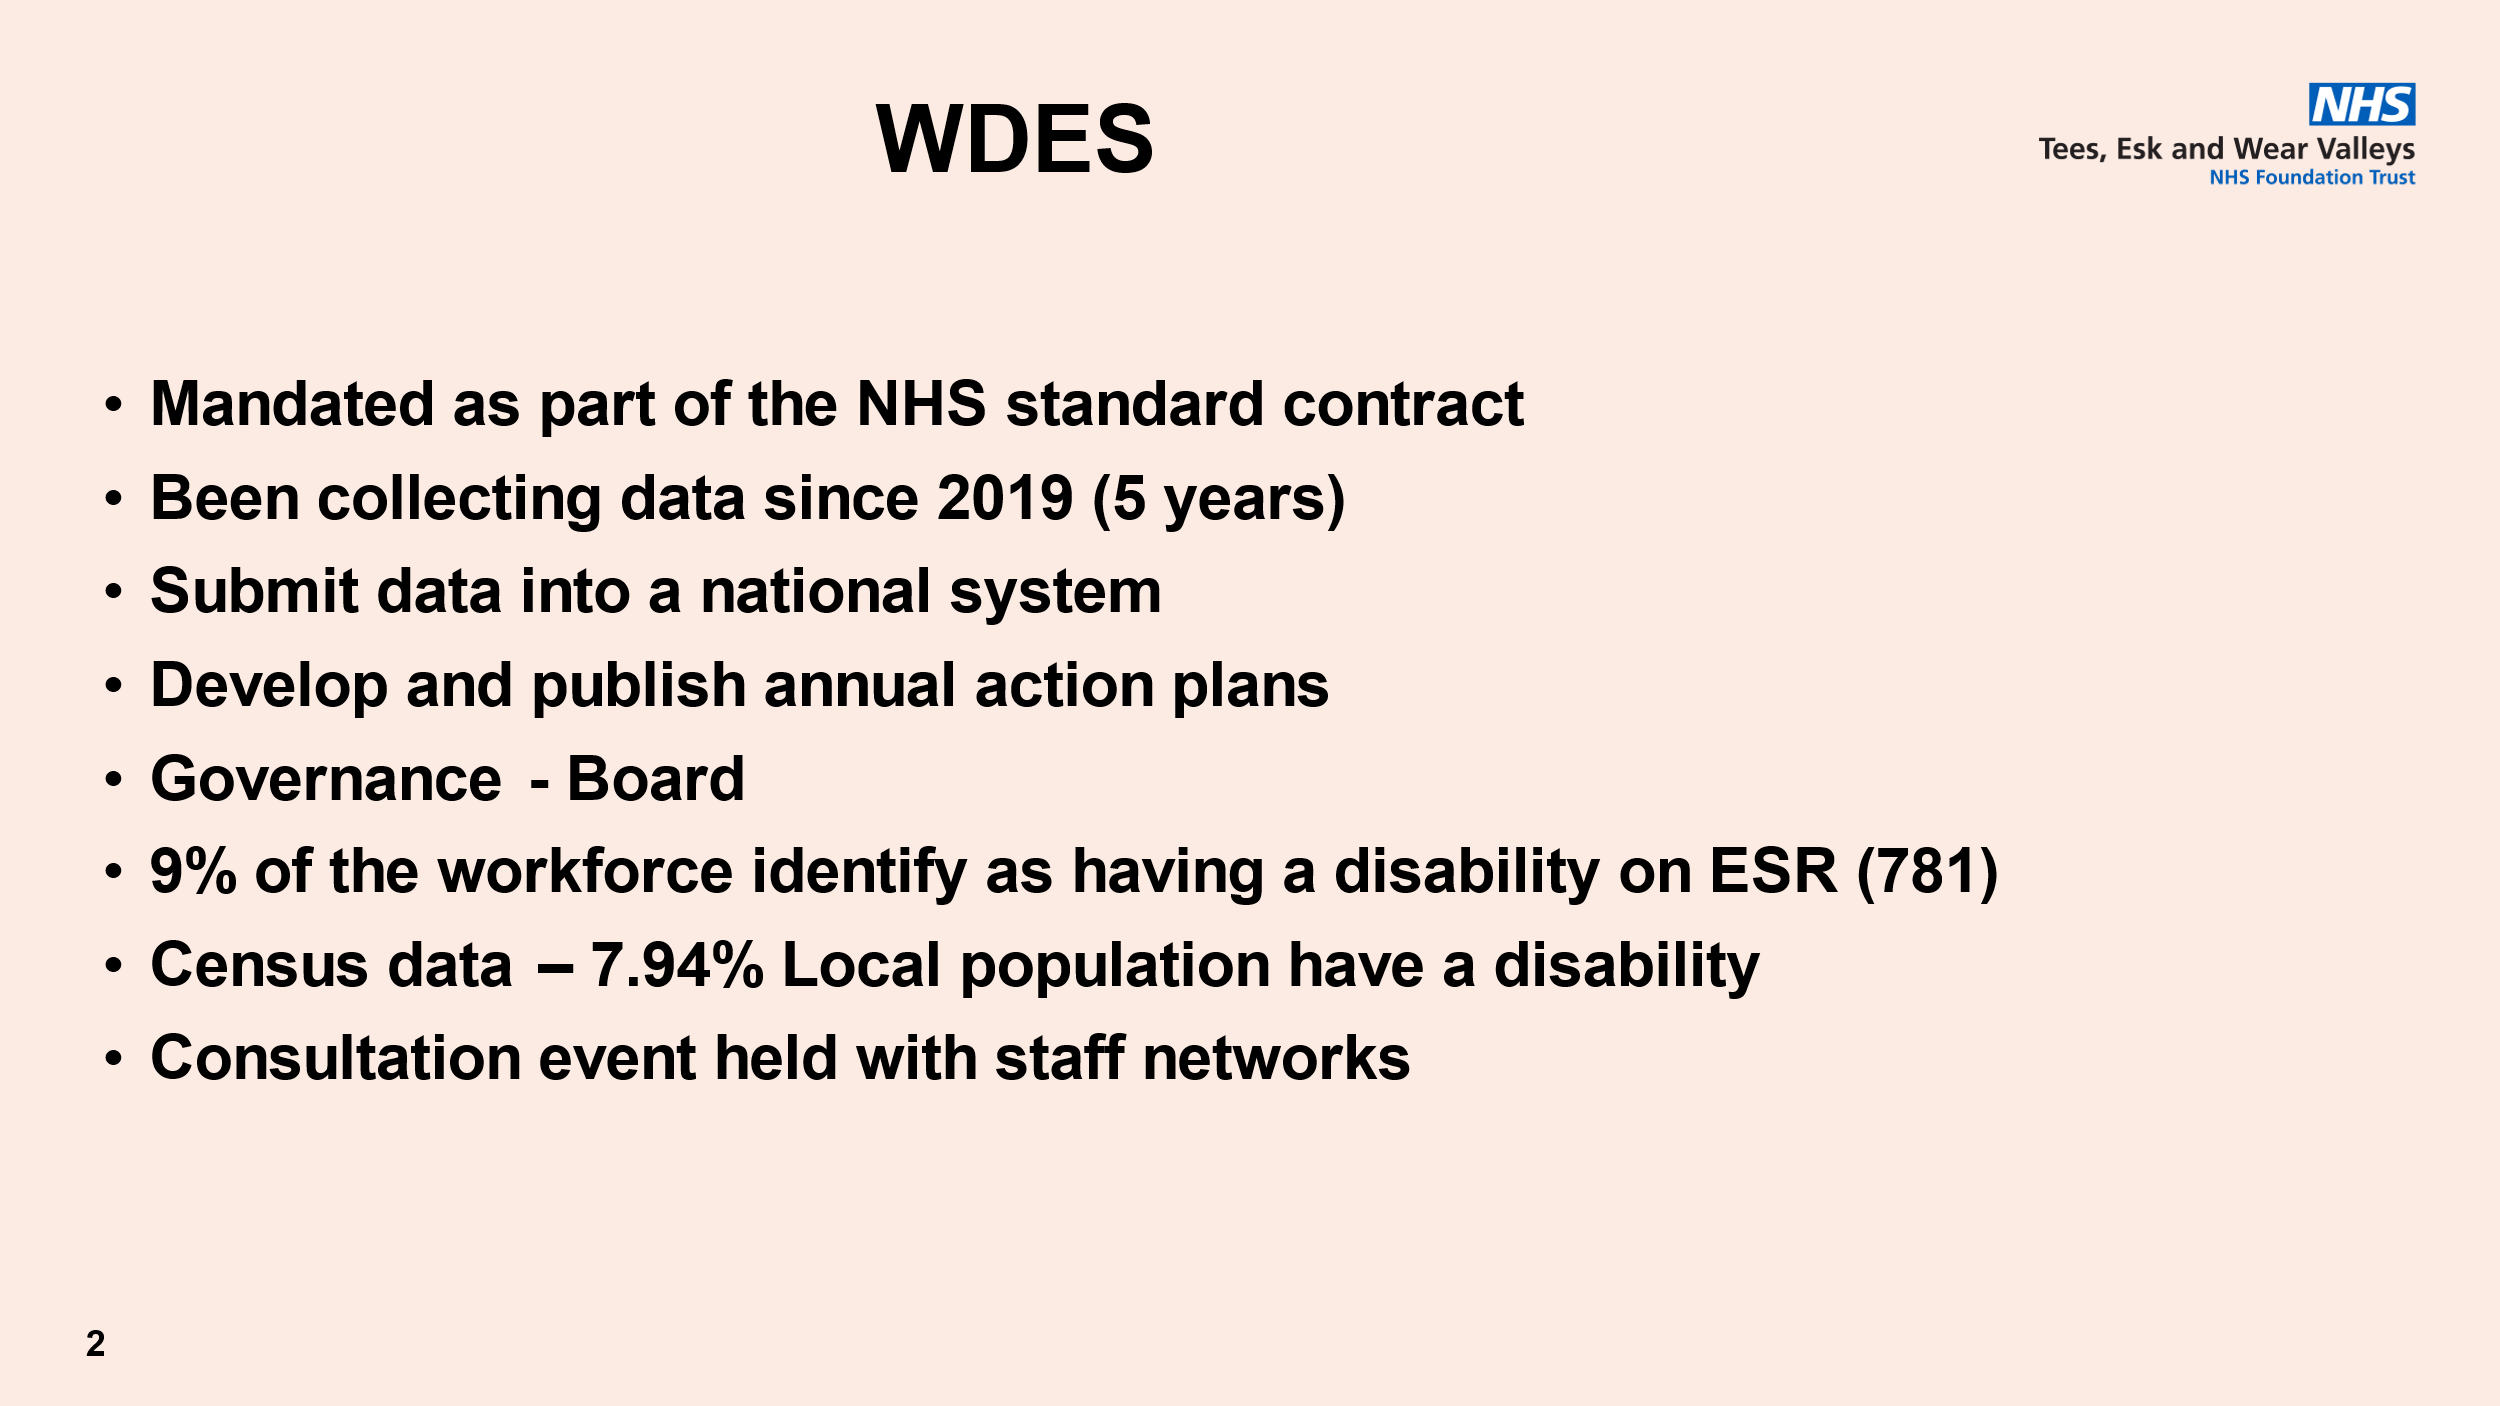 WDES
NHS
Tees, Esk and Wear Valleys
NHS Foundation Trust
• Mandated as part of the NHS standard contract
• Been collecting data since 2019 (5 years)
• Submit data into a national system
• Develop and publish annual action plans
• Governance - Board
• 9% of the workforce identify as having a disability on ESR (781)
• Census data – 7.94% Local population have a disability
• Consultation event held with staff networks
2